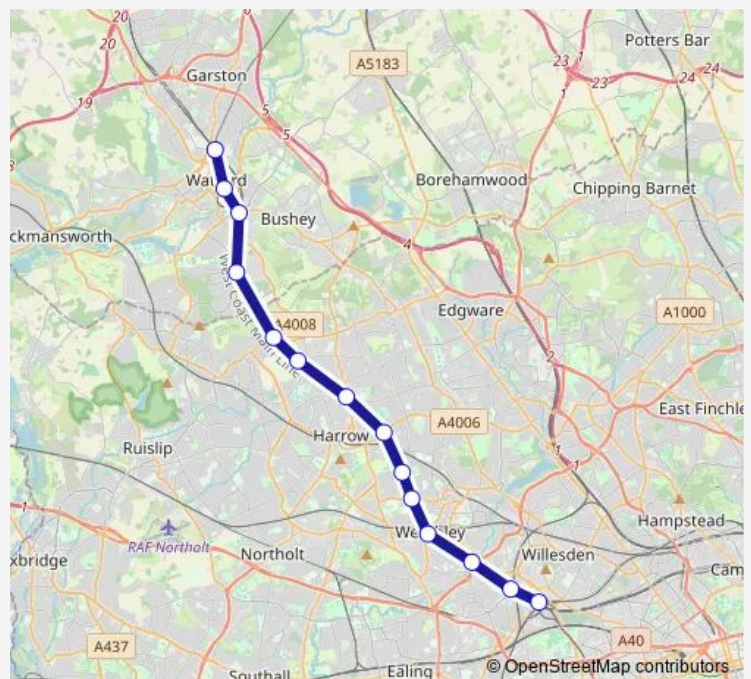 20
6
Potters Bar
20
A5183
23
1
Garston
23
24
24
19
1
5
5
Borehamwood
Chipping Barnet
Bushey
ckmansworth
4
West Coast Main Line
A4008
Edgware
A1000
2
East Finchle
A4006
Harrow
Ruislip
1
1
1
Hampstead
RAF Northolt
Northolt
Willesden
xbridge
Cam
A437
A40
Southall
Ealing
© OpenStreetMap contributors